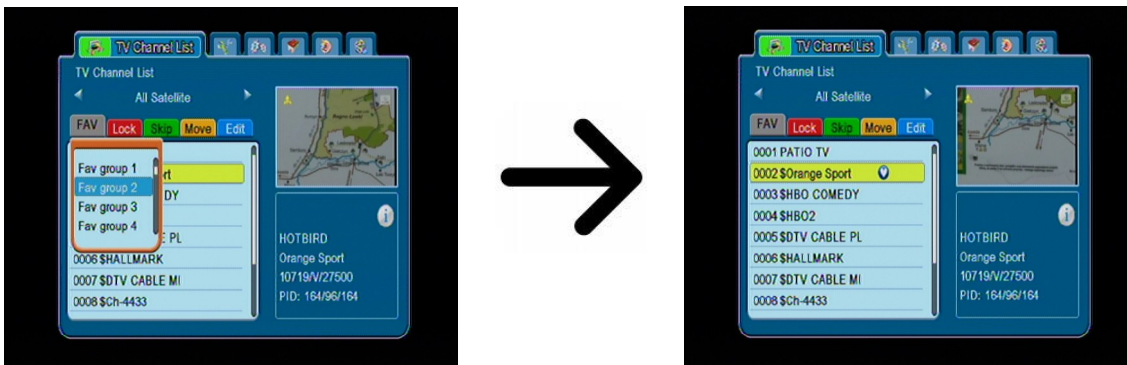 TV Channel List
TV Channel List
All Satellite
FAV Lock Skip Move Edit
Fav group 1
Fav group 2
Fav group 3
Fav group 4
rt
DY
E PL
0006 $HALLMARK
0007 $DTV CABLE MI
0008 $Ch-4433
HOTBIRD
Orange Sport
10719/V/27500
PID: 164/96/164
TV Channel List
TV Channel List
All Satellite
FAV Lock Skip Move Edit
0001 PATIO TV
0002 $Orange Sport
0003 $HBO COMEDY
0004 $HBO2
0005 $DTV CABLE PL
0006 $HALLMARK
0007 $DTV CABLE MI
0008 $Ch-4433
HOTBIRD
Orange Sport
10719/V/27500
PID: 164/96/164